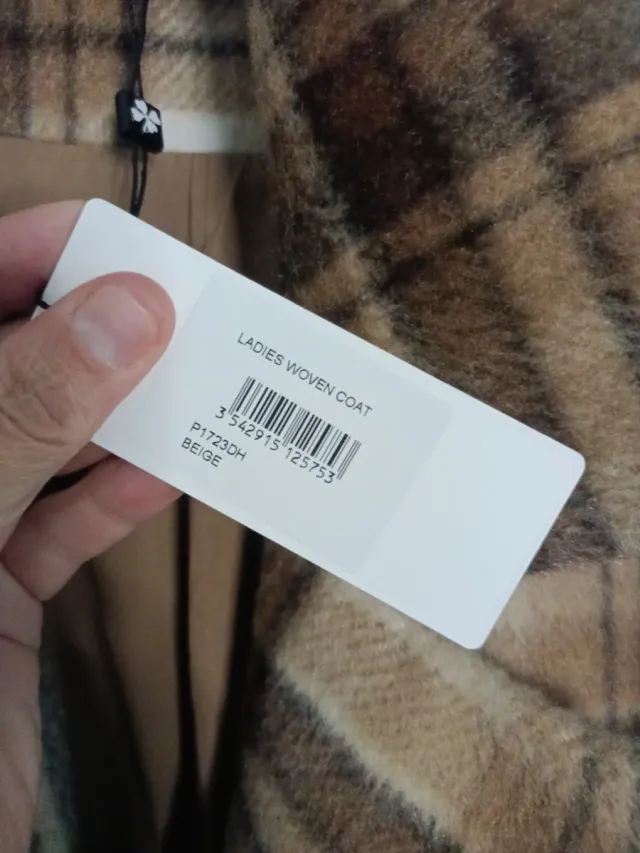 LADIES WOVEN COAT
3 542915 125753
P1723DH
BEIGE